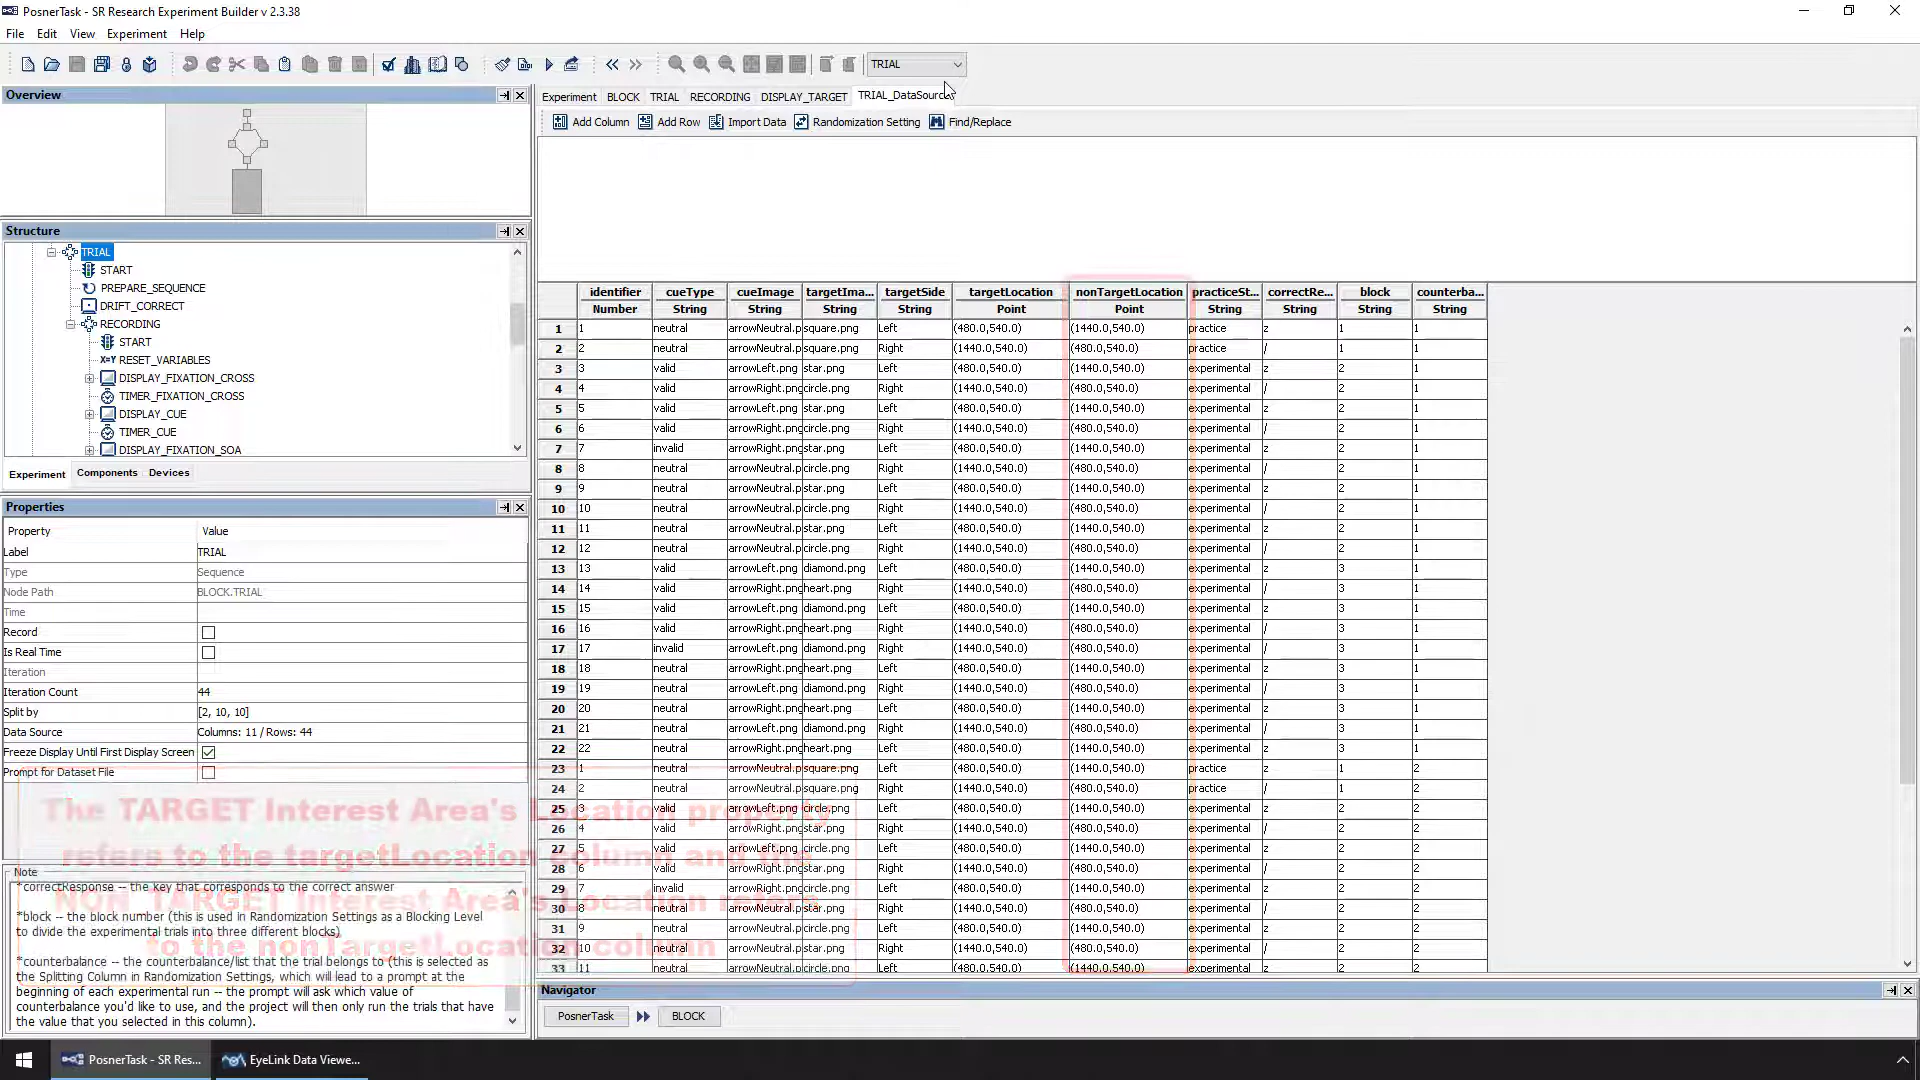 PosnerTask - SR Research Experiment Builder v 2.3.38
File Edit View Experiment Help
TRIAL
Overview
Experiment BLOCK TRIAL RECORDING DISPLAY_TARGET TRIAL_DataSource
Add Column Add Row Import Data Randomization Setting Find/Replace
Structure
TRIAL
START
PREPARE_SEQUENCE
DRIFT_CORRECT
RECORDING
START
RESET_VARIABLES
DISPLAY_FIXATION_CROSS
TIMER_FIXATION_CROSS
DISPLAY_CUE
TIMER_CUE
DISPLAY_FIXATION_SOA
Experiment Components Devices
Properties
Property Value
Label TRIAL
Type Sequence
Node Path BLOCK.TRIAL
Time
Record
Is Real Time
Iteration
Iteration Count 44
Split by [2, 10, 10]
Data Source Columns: 11 / Rows: 44
Freeze Display Until First Display Screen
Prompt for Dataset File
The TARGET Interest Area's Location property
refers to the targetLocation column and the
NON_TARGET Interest Area's Location refers
to the nonTargetLocation column
Note
*correctResponse -- the key that corresponds to the correct answer
*block -- the block number (this is used in Randomization Settings as a Blocking Level
to divide the experimental trials into three different blocks)
*counterbalance -- the counterbalance/list that the trial belongs to (this is selected as
the Splitting Column in Randomization Settings, which will lead to a prompt at the
beginning of each experimental run -- the prompt will ask which value of
counterbalance you'd like to use, and the project will then only run the trials that have
the value that you selected in this column).
identifier cueType cueImage targetIma... targetSide targetLocation nonTargetLocation practiceSt... correctRe... block counterba...
Number String String String String Point Point String String String String
1 1 neutral arrowNeutral.p square.png Left (480.0,540.0) (1440.0,540.0) practice z 1 1
2 2 neutral arrowNeutral.p square.png Right (1440.0,540.0) (480.0,540.0) practice / 1 1
3 3 valid arrowLeft.png star.png Left (480.0,540.0) (1440.0,540.0) experimental z 2 1
4 4 valid arrowRight.png circle.png Right (1440.0,540.0) (480.0,540.0) experimental / 2 1
5 5 valid arrowLeft.png star.png Left (480.0,540.0) (1440.0,540.0) experimental z 2 1
6 6 valid arrowRight.png circle.png Right (1440.0,540.0) (480.0,540.0) experimental / 2 1
7 7 invalid arrowRight.png star.png Left (480.0,540.0) (1440.0,540.0) experimental z 2 1
8 8 neutral arrowNeutral.p circle.png Right (1440.0,540.0) (480.0,540.0) experimental / 2 1
9 9 neutral arrowNeutral.p star.png Left (480.0,540.0) (1440.0,540.0) experimental z 2 1
10 10 neutral arrowNeutral.p circle.png Right (1440.0,540.0) (480.0,540.0) experimental / 2 1
11 11 neutral arrowNeutral.p star.png Left (480.0,540.0) (1440.0,540.0) experimental z 2 1
12 12 neutral arrowNeutral.p circle.png Right (1440.0,540.0) (480.0,540.0) experimental / 2 1
13 13 valid arrowLeft.png diamond.png Left (480.0,540.0) (1440.0,540.0) experimental z 3 1
14 14 valid arrowRight.png heart.png Right (1440.0,540.0) (480.0,540.0) experimental / 3 1
15 15 valid arrowLeft.png diamond.png Left (480.0,540.0) (1440.0,540.0) experimental z 3 1
16 16 valid arrowRight.png heart.png Right (1440.0,540.0) (480.0,540.0) experimental / 3 1
17 17 invalid arrowLeft.png diamond.png Right (1440.0,540.0) (480.0,540.0) experimental / 3 1
18 18 neutral arrowRight.png heart.png Left (480.0,540.0) (1440.0,540.0) experimental z 3 1
19 19 neutral arrowLeft.png diamond.png Right (1440.0,540.0) (480.0,540.0) experimental / 3 1
20 20 neutral arrowRight.png heart.png Left (480.0,540.0) (1440.0,540.0) experimental z 3 1
21 21 neutral arrowLeft.png diamond.png Right (1440.0,540.0) (480.0,540.0) experimental / 3 1
22 22 neutral arrowRight.png heart.png Left (480.0,540.0) (1440.0,540.0) experimental z 3 1
23 1 neutral arrowNeutral.p square.png Left (480.0,540.0) (1440.0,540.0) practice z 1 2
24 2 neutral arrowNeutral.p square.png Right (1440.0,540.0) (480.0,540.0) practice / 1 2
25 3 valid arrowLeft.png circle.png Left (480.0,540.0) (1440.0,540.0) experimental z 2 2
26 4 valid arrowRight.png star.png Right (1440.0,540.0) (480.0,540.0) experimental / 2 2
27 5 valid arrowLeft.png circle.png Left (480.0,540.0) (1440.0,540.0) experimental z 2 2
28 6 valid arrowRight.png star.png Right (1440.0,540.0) (480.0,540.0) experimental / 2 2
29 7 invalid arrowRight.png circle.png Left (480.0,540.0) (1440.0,540.0) experimental z 2 2
30 8 neutral arrowNeutral.p star.png Right (1440.0,540.0) (480.0,540.0) experimental / 2 2
31 9 neutral arrowNeutral.p circle.png Left (480.0,540.0) (1440.0,540.0) experimental z 2 2
32 10 neutral arrowNeutral.p star.png Right (1440.0,540.0) (480.0,540.0) experimental / 2 2
33 11 neutral arrowNeutral.p circle.png Left (480.0,540.0) (1440.0,540.0) experimental z 2 2
Navigator
PosnerTask BLOCK
PosnerTask - SR Res... EyeLink Data Viewe...